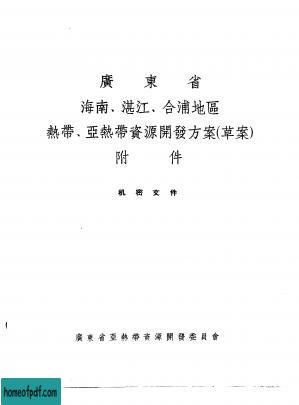 廣東省
海南、湛江、合浦地區
熱帶、亞熱帶資源開發方案(草案)
附件
机密文件
廣東省亞熱帶資源開發委員會
homeofpdf.com